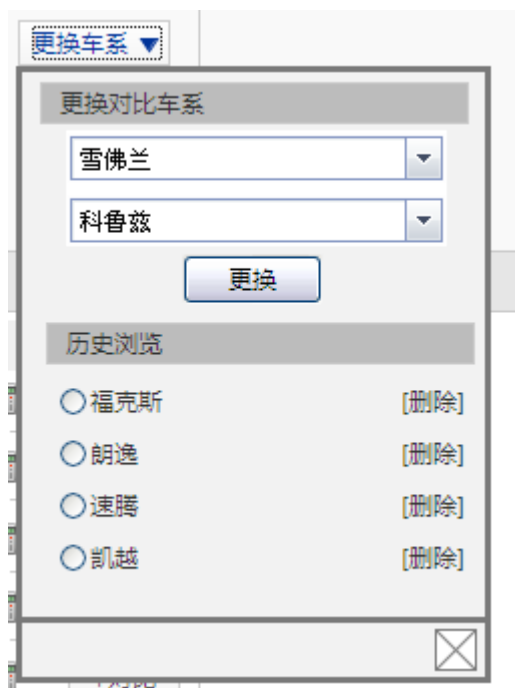 更换车系 ▼
更换对比车系
雪佛兰
科鲁兹
更换
历史浏览
福克斯 [删除]
朗逸 [删除]
速腾 [删除]
凯越 [删除]